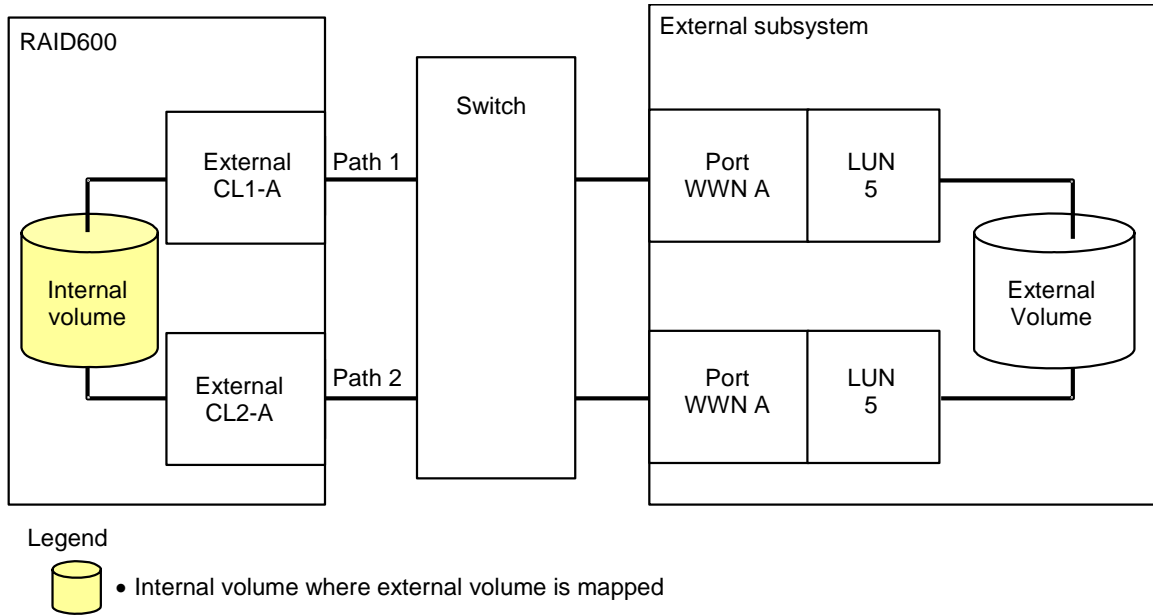 RAID600
External subsystem
Switch
External
CL1-A
Path 1
Port
WWN A
LUN
5
Internal
volume
External
Volume
External
CL2-A
Path 2
Port
WWN A
LUN
5
Legend
• Internal volume where external volume is mapped